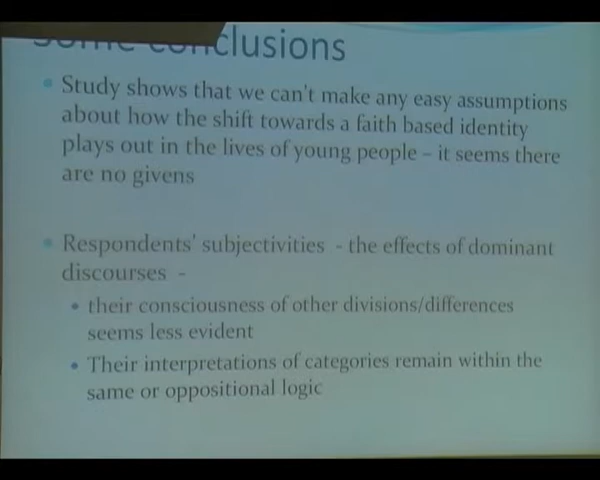 Some conclusions
Study shows that we can't make any easy assumptions
about how the shift towards a faith based identity
plays out in the lives of young people – it seems there
are no givens
Respondents' subjectivities - the effects of dominant
discourses -
their consciousness of other divisions/differences
seems less evident
Their interpretations of categories remain within the
same or oppositional logic